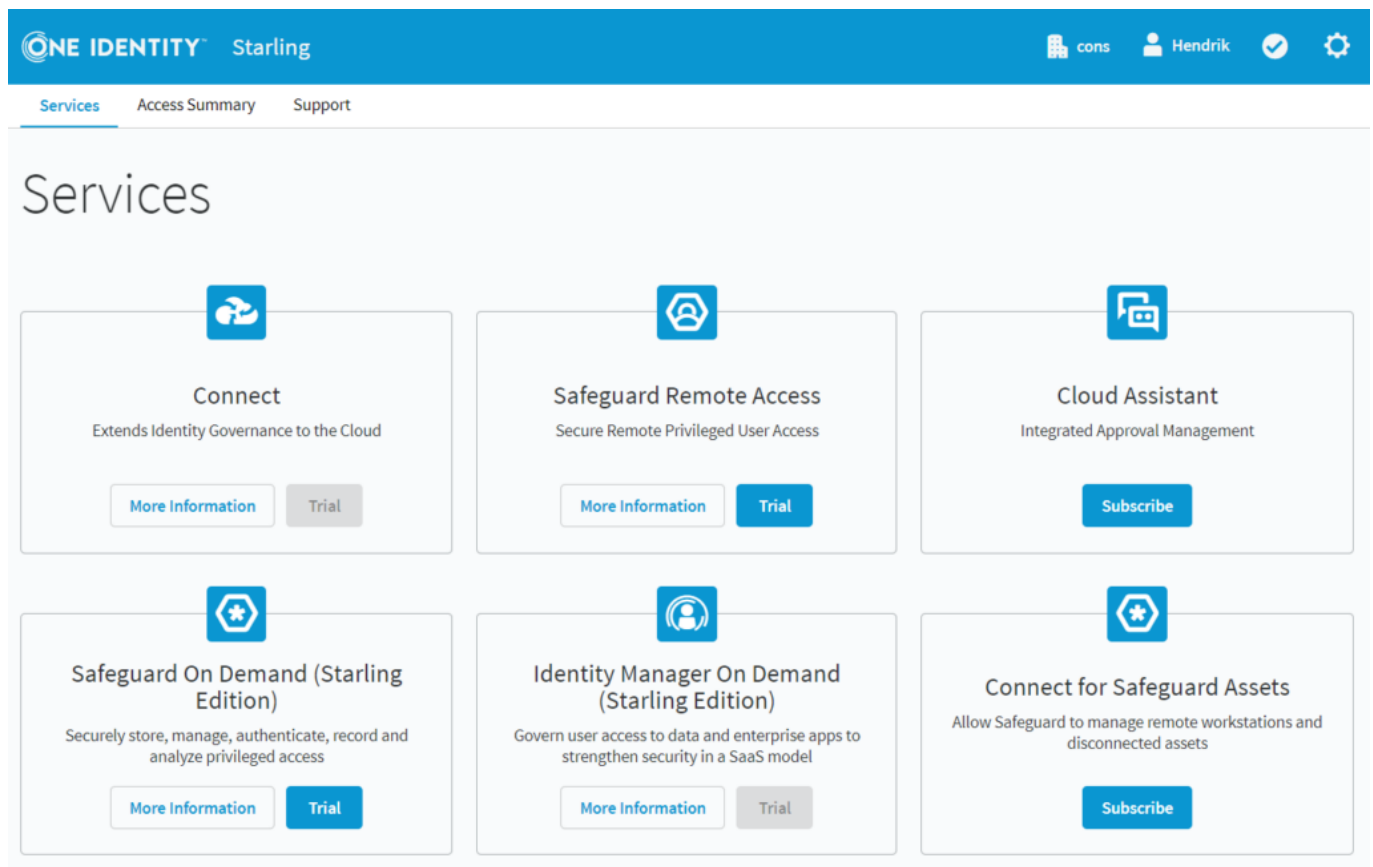 ONE IDENTITY™ Starling cons Hendrik
Services Access Summary Support
Services
Connect
Extends Identity Governance to the Cloud
More Information Trial
Safeguard Remote Access
Secure Remote Privileged User Access
More Information Trial
Cloud Assistant
Integrated Approval Management
Subscribe
Safeguard On Demand (Starling
Edition)
Securely store, manage, authenticate, record and
analyze privileged access
More Information Trial
Identity Manager On Demand
(Starling Edition)
Govern user access to data and enterprise apps to
strengthen security in a SaaS model
More Information Trial
Connect for Safeguard Assets
Allow Safeguard to manage remote workstations and
disconnected assets
Subscribe